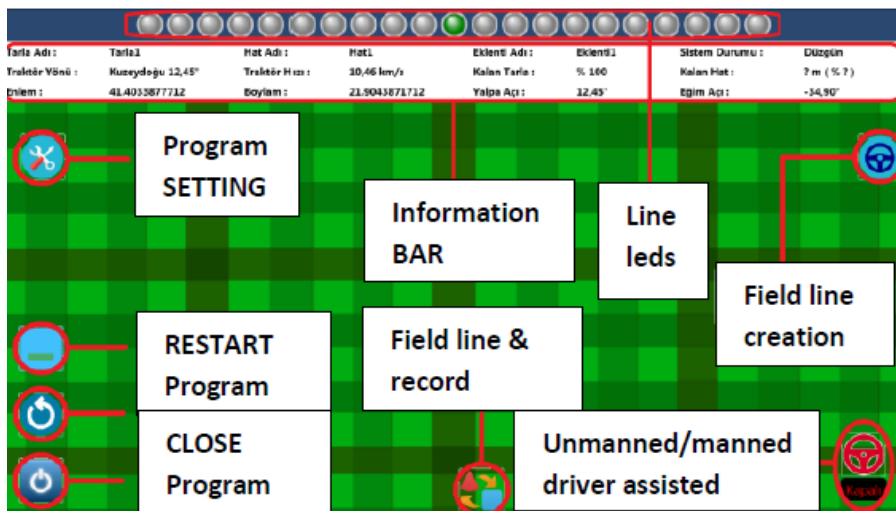 Tarla Adı : Tarla1 Hat Adı : Hat1 Eklenti Adı : Eklenti1 Sistem Durumu : Düzgün
Traktör Yönü : Kuzeydoğu 12,45° Traktör Hızı : 10,46 km/s Kalan Tarla : % 100 Kalan Hat : ? m ( % ? )
Enlem : 41.4033877712 Boylam : 21.9043871712 Yalpa Açı : 12,45° Eğim Açı : -34,90°
Program
SETTING
Information
BAR
Line
leds
Field line
creation
RESTART
Program
Field line &
record
CLOSE
Program
Unmanned/manned
driver assisted
Kapalı